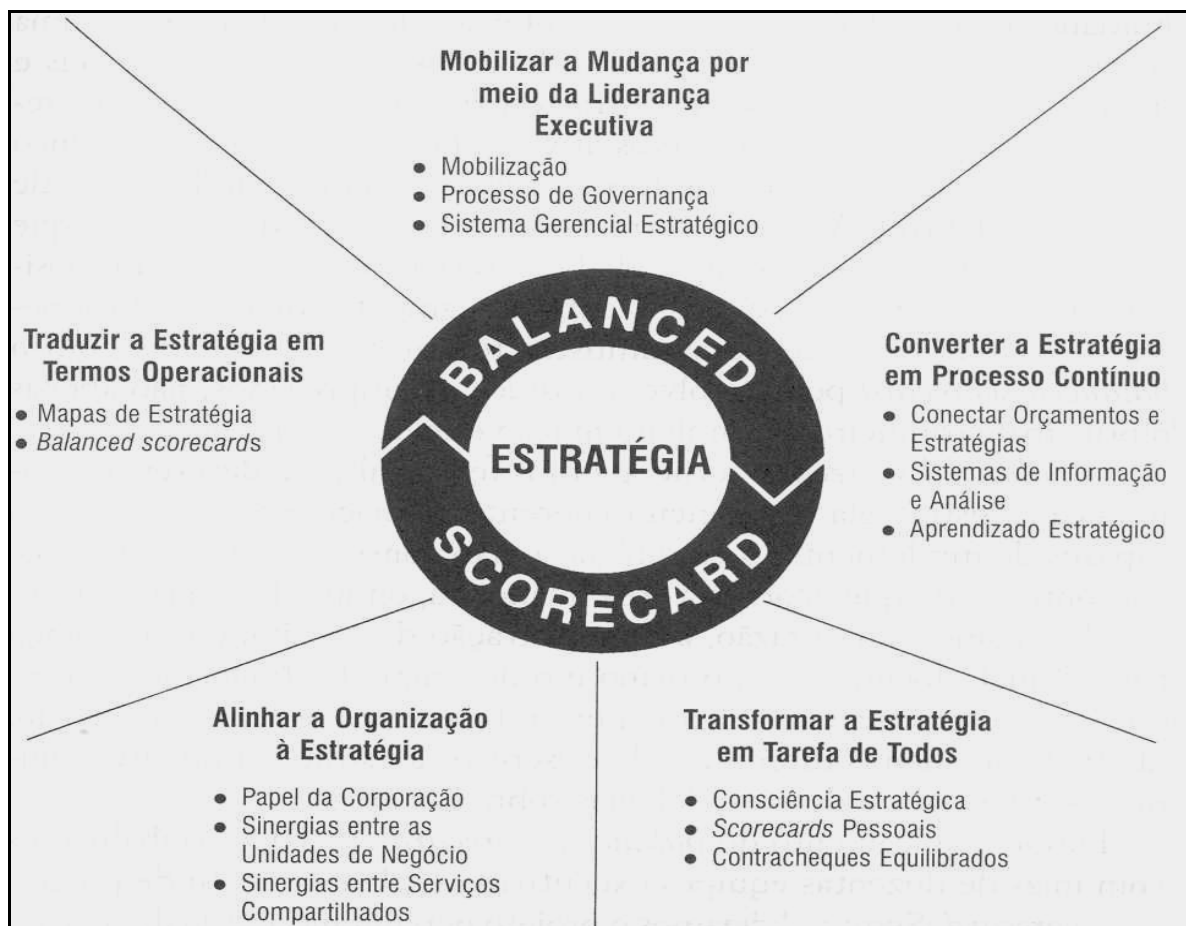 Mobilizar a Mudança por
meio da Liderança
Executiva
• Mobilização
• Processo de Governança
• Sistema Gerencial Estratégico
Traduzir a Estratégia em
Termos Operacionais
• Mapas de Estratégia
• Balanced scorecards
BALANCED
ESTRATÉGIA
SCORECARD
Converter a Estratégia
em Processo Contínuo
• Conectar Orçamentos e
Estratégias
• Sistemas de Informação
e Análise
• Aprendizado Estratégico
Alinhar a Organização
à Estratégia
• Papel da Corporação
• Sinergias entre as
Unidades de Negócio
• Sinergias entre Serviços
Compartilhados
Transformar a Estratégia
em Tarefa de Todos
• Consciência Estratégica
• Scorecards Pessoais
• Contracheques Equilibrados